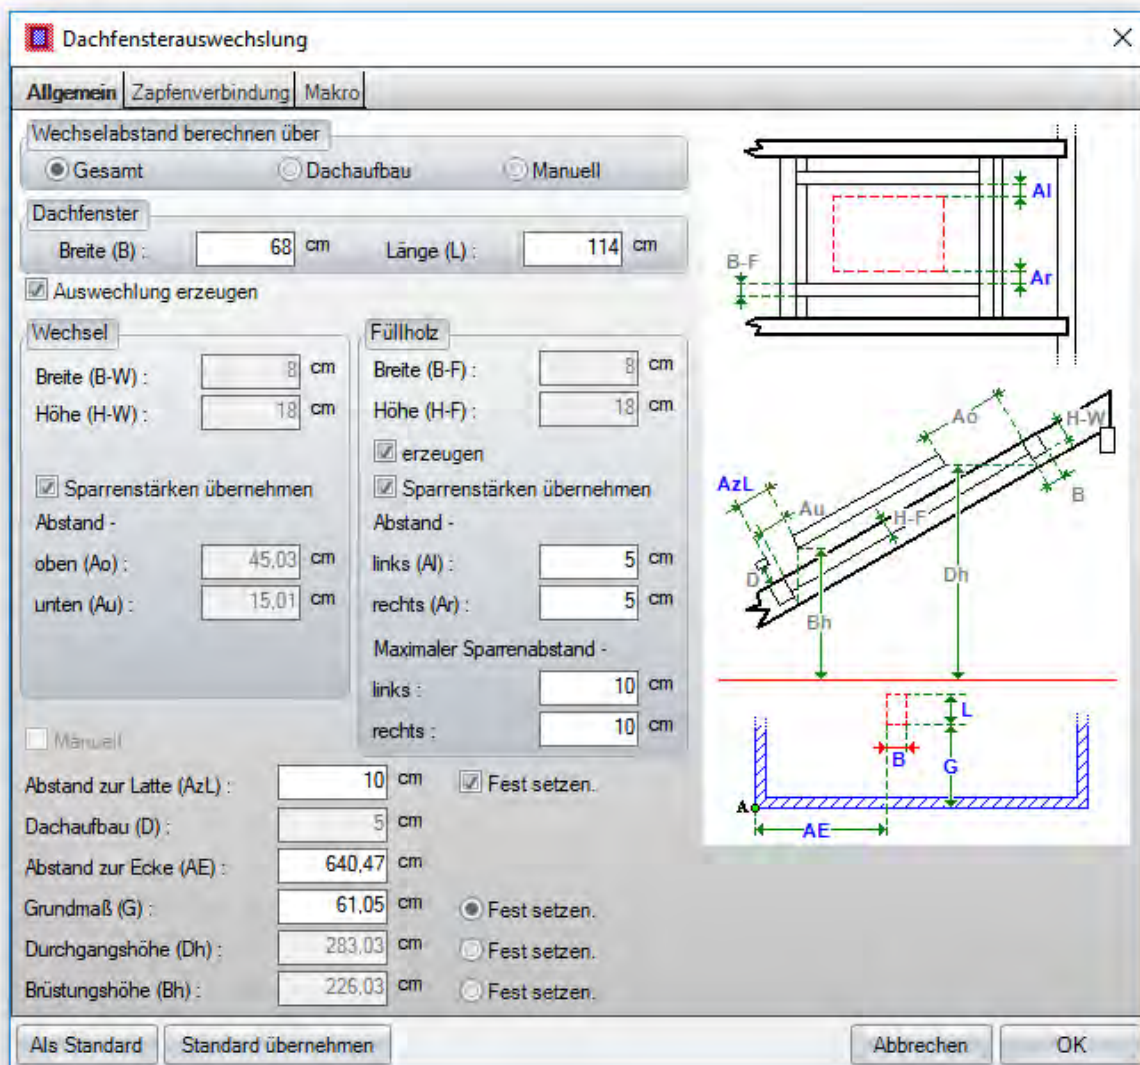 Dachfensterauswechslung
Allgemein Zapfenverbindung Makro
Wechselabstand berechnen über
Gesamt Dachaufbau Manuell
Dachfenster
Breite (B) : 68 cm Länge (L) : 114 cm
Auswechlung erzeugen
Wechsel
Breite (B-W) : 8 cm
Höhe (H-W) : 18 cm
Sparrenstärken übernehmen
Abstand -
oben (Ao) : 45,03 cm
unten (Au) : 15,01 cm
Füllholz
Breite (B-F) : 8 cm
Höhe (H-F) : 18 cm
erzeugen
Sparrenstärken übernehmen
Abstand -
links (Al) : 5 cm
rechts (Ar) : 5 cm
Maximaler Sparrenabstand -
links : 10 cm
rechts : 10 cm
Manuell
Abstand zur Latte (AzL) : 10 cm Fest setzen.
Dachaufbau (D) : 5 cm
Abstand zur Ecke (AE) : 640,47 cm
Grundmaß (G) : 61,05 cm Fest setzen.
Durchgangshöhe (Dh) : 283,03 cm Fest setzen.
Brüstungshöhe (Bh) : 226,03 cm Fest setzen.
Al
B-F
Ar
Ao
H-W
AzL
Au
B
H-F
D
Dh
Bh
L
B
G
A
AE
Als Standard Standard übernehmen Abbrechen OK